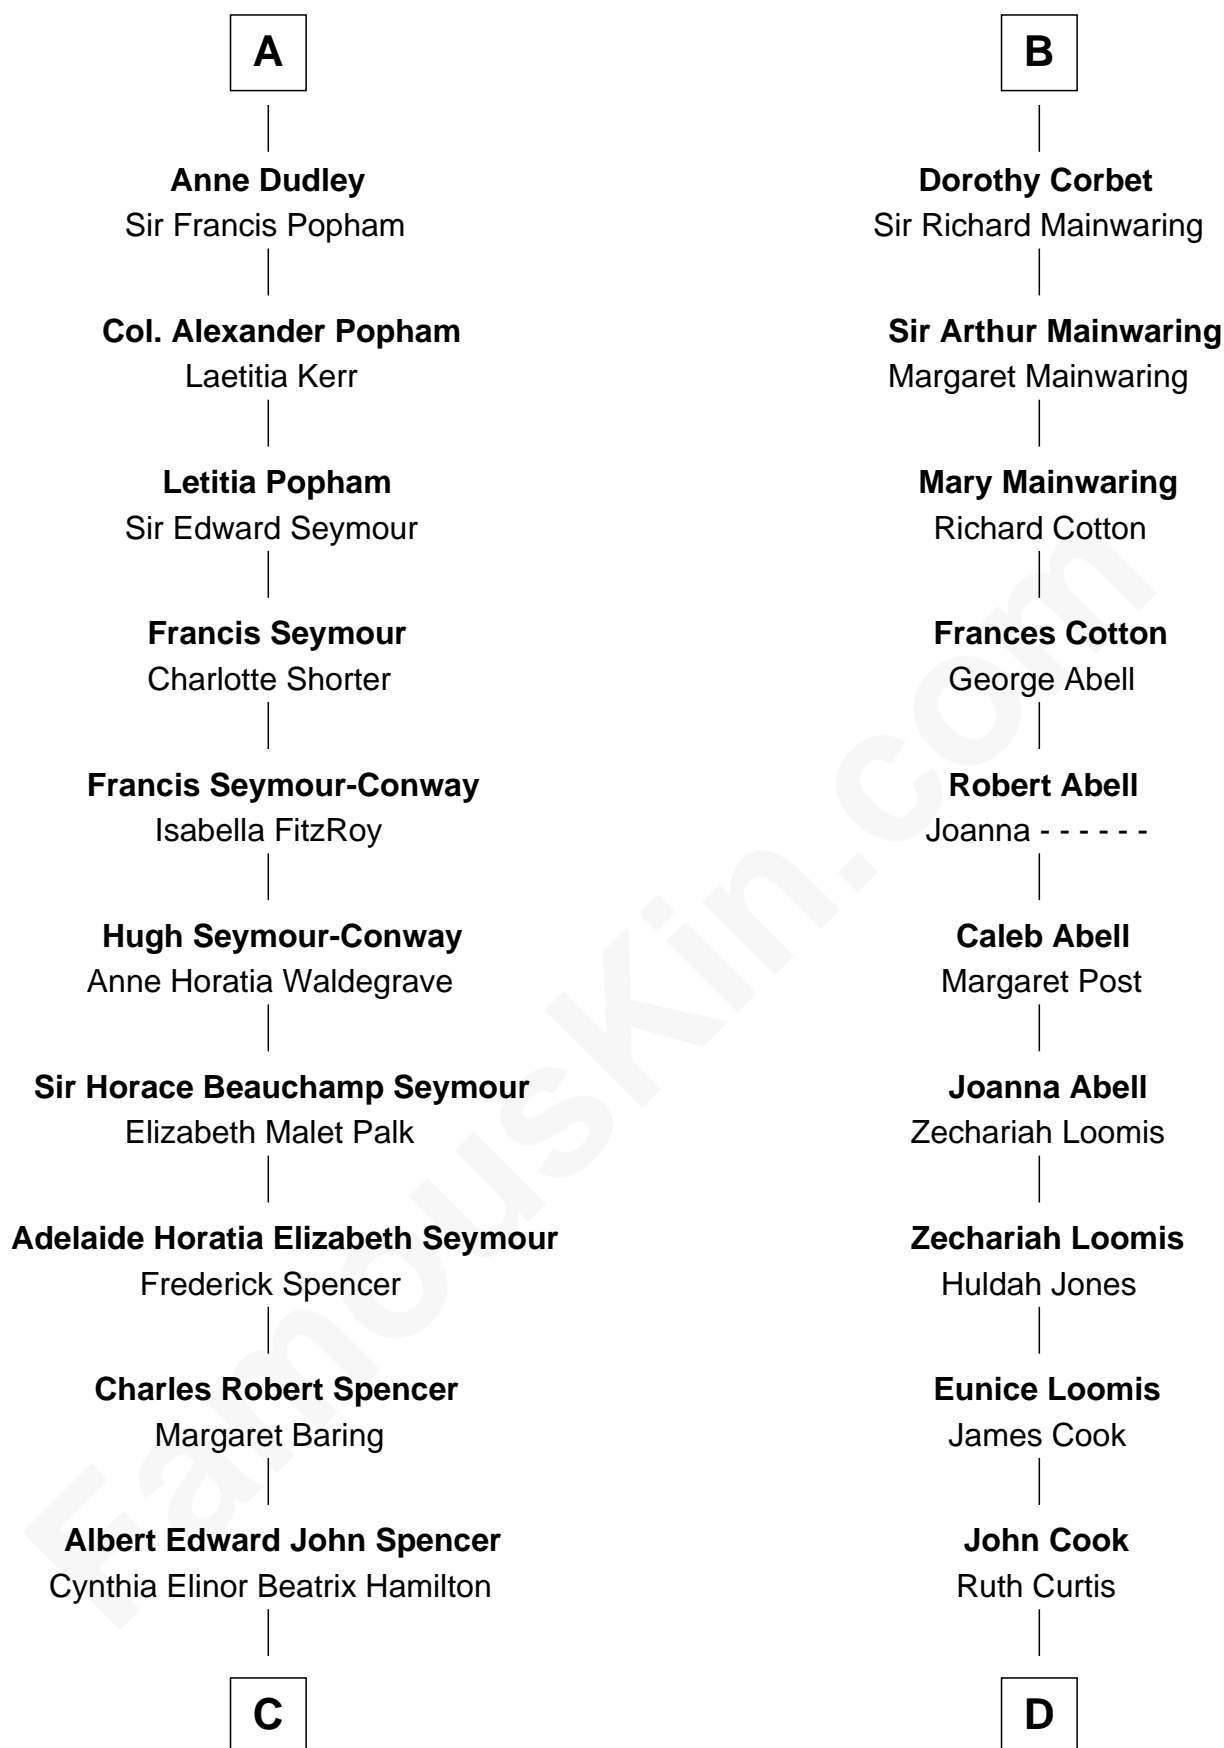 A
Anne Dudley
Sir Francis Popham
Col. Alexander Popham
Laetitia Kerr
Letitia Popham
Sir Edward Seymour
Francis Seymour
Charlotte Shorter
Francis Seymour-Conway
Isabella FitzRoy
Hugh Seymour-Conway
Anne Horatia Waldegrave
Sir Horace Beauchamp Seymour
Elizabeth Malet Palk
Adelaide Horatia Elizabeth Seymour
Frederick Spencer
Charles Robert Spencer
Margaret Baring
Albert Edward John Spencer
Cynthia Elinor Beatrix Hamilton
C
B
Dorothy Corbet
Sir Richard Mainwaring
Sir Arthur Mainwaring
Margaret Mainwaring
Mary Mainwaring
Richard Cotton
Frances Cotton
George Abell
Robert Abell
Joanna - - - - - -
Caleb Abell
Margaret Post
Joanna Abell
Zechariah Loomis
Zechariah Loomis
Huldah Jones
Eunice Loomis
James Cook
John Cook
Ruth Curtis
D
FamousKin.com